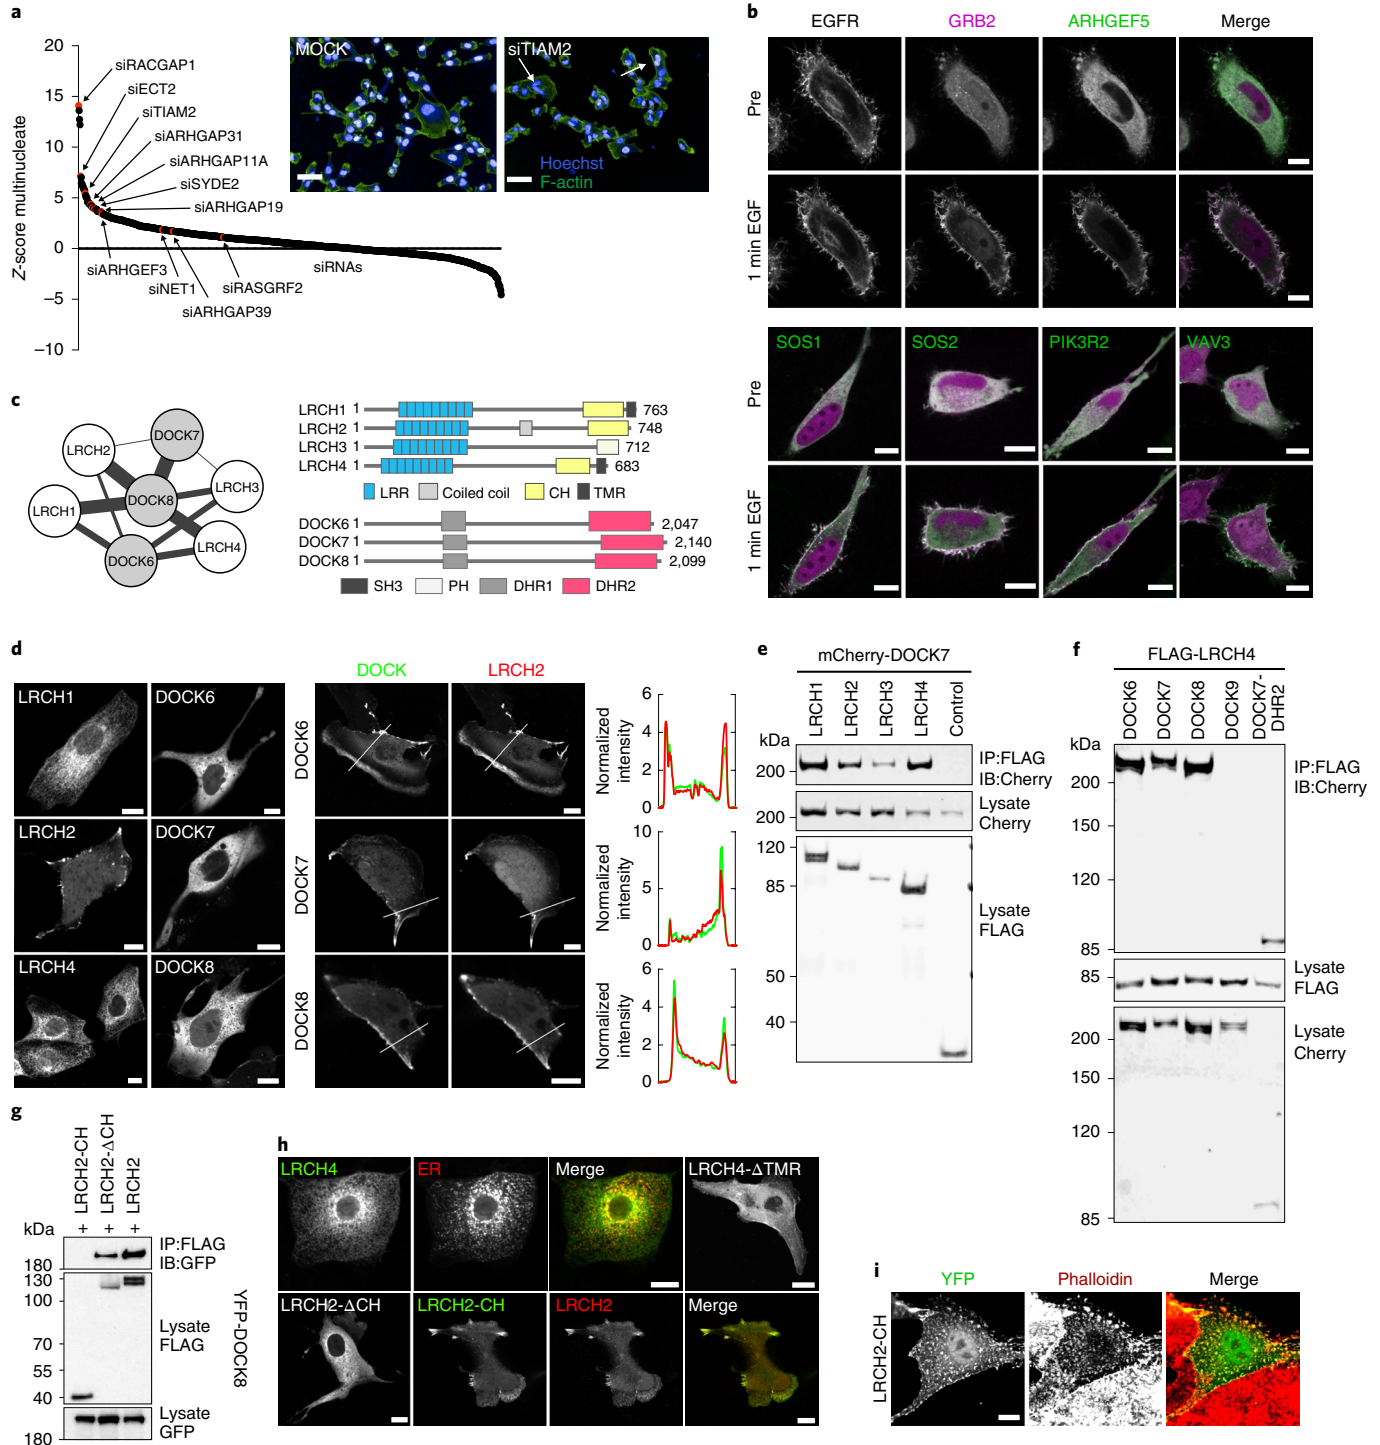 a
Z-score multinucleate
20
15
10
5
0
−5
−10
siRACGAP1
siECT2
siTIAM2
siARHGAP31
siARHGAP11A
siSYDE2
siARHGAP19
siARHGEF3
siNET1
siARHGAP39
siRASGRF2
siRNAs
MOCK
siTIAM2
Hoechst
F-actin
b
EGFR GRB2 ARHGEF5 Merge
Pre
1 min EGF
SOS1 SOS2 PIK3R2 VAV3
Pre
1 min EGF
c
DOCK7
LRCH2
LRCH3
DOCK8
LRCH1
LRCH4
DOCK6
LRCH1 1 763
LRCH2 1 748
LRCH3 1 712
LRCH4 1 683
LRR Coiled coil CH TMR
DOCK6 1 2,047
DOCK7 1 2,140
DOCK8 1 2,099
SH3 PH DHR1 DHR2
d
LRCH1 DOCK6
LRCH2 DOCK7
LRCH4 DOCK8
DOCK LRCH2
DOCK6
DOCK7
DOCK8
Normalized
intensity
6
4
2
0
Normalized
intensity
10
5
0
Normalized
intensity
6
4
2
0
e
mCherry-DOCK7
LRCH1
LRCH2
LRCH3
LRCH4
Control
kDa
200
IP:FLAG
IB:Cherry
200
Lysate
Cherry
120
85
50
40
Lysate
FLAG
f
FLAG-LRCH4
DOCK6
DOCK7
DOCK8
DOCK9
DOCK7-
DHR2
kDa
200
150
120
85
IP:FLAG
IB:Cherry
85
Lysate
FLAG
200
150
120
85
Lysate
Cherry
g
LRCH2-CH
LRCH2-ΔCH
LRCH2
kDa + + +
180
IP:FLAG
IB:GFP
130
100
70
55
40
Lysate
FLAG
180
Lysate
GFP
YFP-DOCK8
h
LRCH4 ER Merge LRCH4-ΔTMR
LRCH2-ΔCH LRCH2-CH LRCH2 Merge
i
YFP Phalloidin Merge
LRCH2-CH